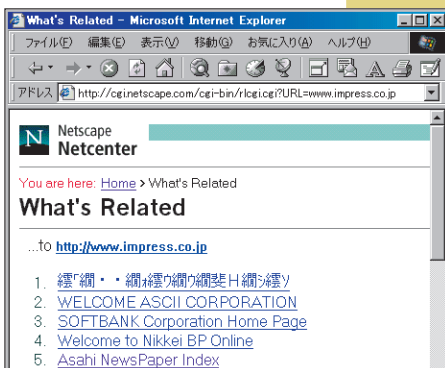 What's Related - Microsoft Internet Explorer
ファイル(F) 編集(E) 表示(V) 移動(G) お気に入り(A) ヘルプ(H)
アドレス http://cgi.netscape.com/cgi-bin/rlcgi.cgi?URL=www.impress.co.jp
N Netscape
Netcenter
You are here: Home > What's Related
What's Related
...to http://www.impress.co.jp
1.
2. WELCOME ASCII CORPORATION
3. SOFTBANK Corporation Home Page
4. Welcome to Nikkei BP Online
5. Asahi NewsPaper Index